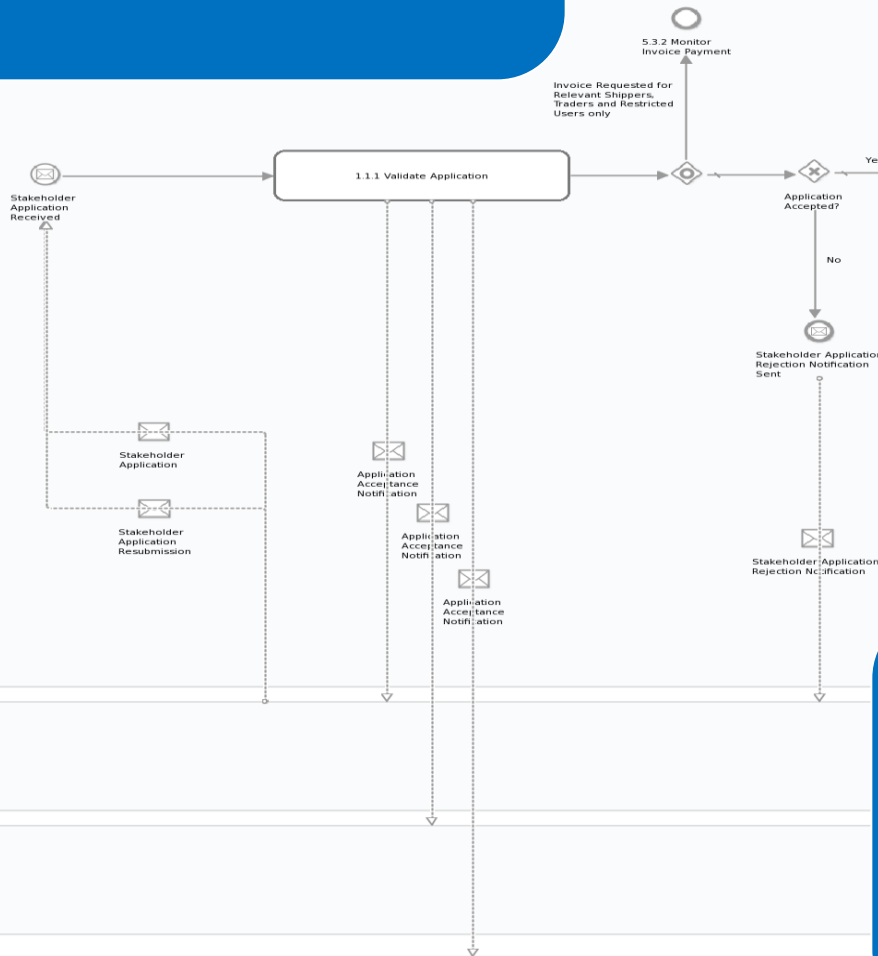 5.3.2 Monitor
Invoice Payment
Invoice Requested for
Relevant Shippers,
Traders and Restricted
Users only
Stakeholder
Application
Received
1.1.1 Validate Application
Application
Accepted?
No
Stakeholder Application
Rejection Notification
Sent
Stakeholder
Application
Stakeholder
Application
Resubmission
Application
Acceptance
Notification
Application
Acceptance
Notification
Application
Acceptance
Notification
Stakeholder Application
Rejection Notification